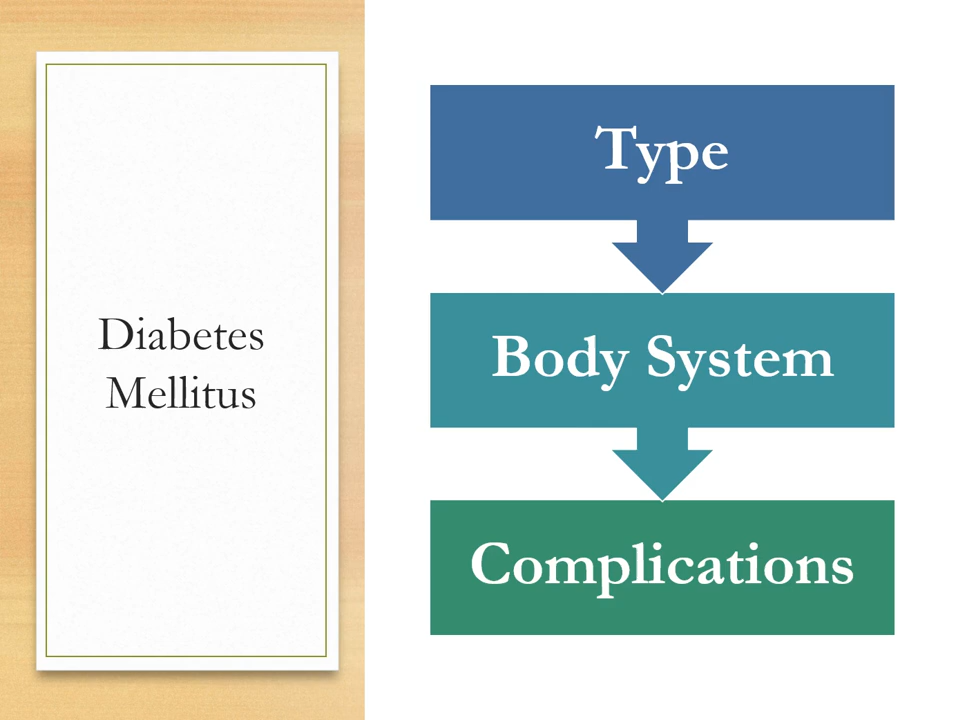 Diabetes
Mellitus
Type
Body System
Complications